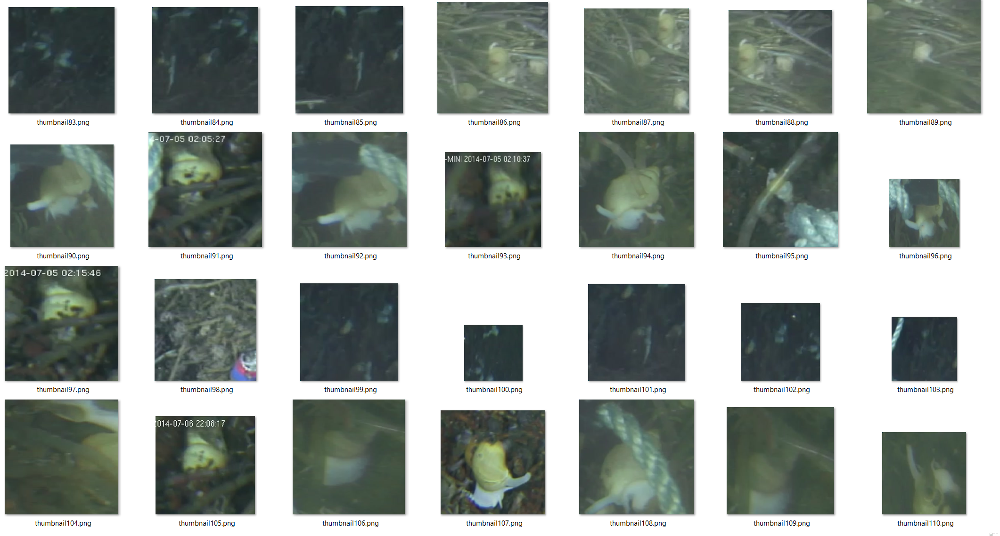 thumbnail83.png
thumbnail84.png
thumbnail85.png
thumbnail86.png
thumbnail87.png
thumbnail88.png
thumbnail89.png
-07-05 02:05:27
-MINI 2014-07-05 02:10:37
thumbnail90.png
thumbnail91.png
thumbnail92.png
thumbnail93.png
thumbnail94.png
thumbnail95.png
thumbnail96.png
2014-07-05 02:15:46
thumbnail97.png
thumbnail98.png
thumbnail99.png
thumbnail100.png
thumbnail101.png
thumbnail102.png
thumbnail103.png
2014-07-06 22:08:17
thumbnail104.png
thumbnail105.png
thumbnail106.png
thumbnail107.png
thumbnail108.png
thumbnail109.png
thumbnail110.png